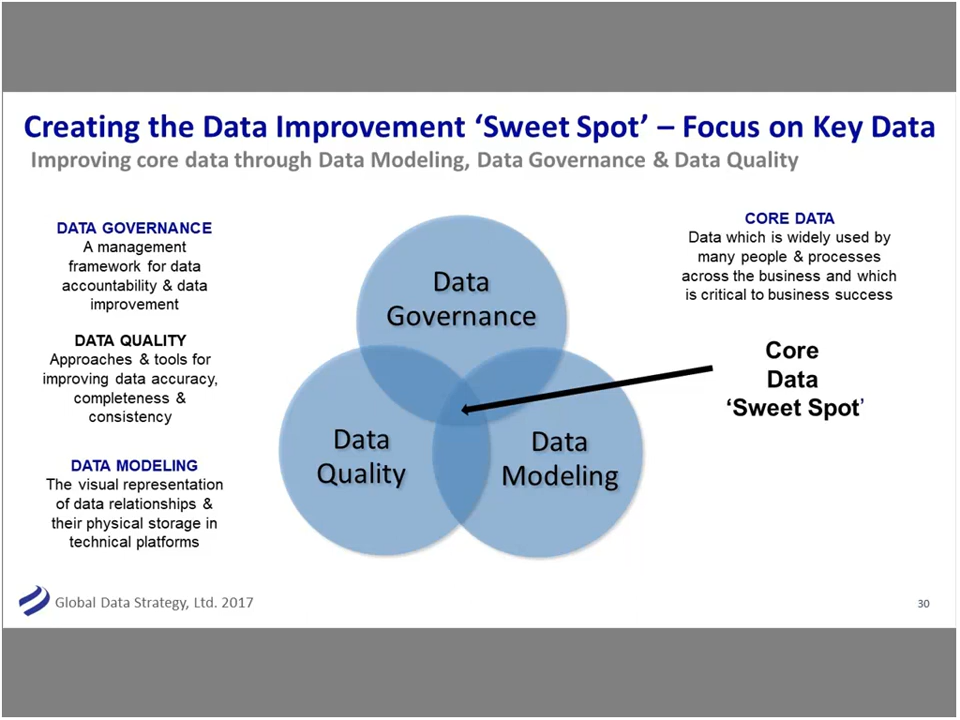 Creating the Data Improvement ‘Sweet Spot’ – Focus on Key Data
Improving core data through Data Modeling, Data Governance & Data Quality
DATA GOVERNANCE
A management
framework for data
accountability & data
improvement
DATA QUALITY
Approaches & tools for
improving data accuracy,
completeness &
consistency
DATA MODELING
The visual representation
of data relationships &
their physical storage in
technical platforms
Data
Governance
Data
Quality
Data
Modeling
CORE DATA
Data which is widely used by
many people & processes
across the business and which
is critical to business success
Core
Data
‘Sweet Spot’
Global Data Strategy, Ltd. 2017
30